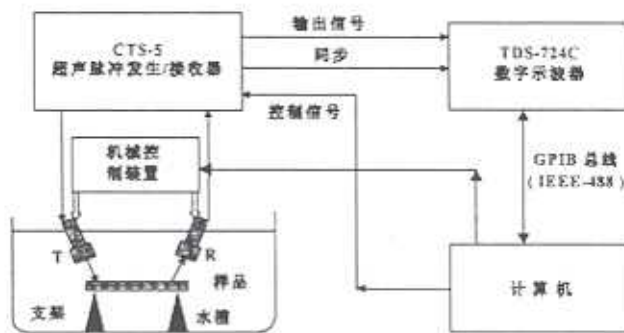 CTS-5
超声脉冲发生/接收器
输出信号
同步
控制信号
TDS-724C
数字示波器
机械控
制装置
GPIB 总线
(IEEE-488)
T
R
样品
支架
水槽
计算机